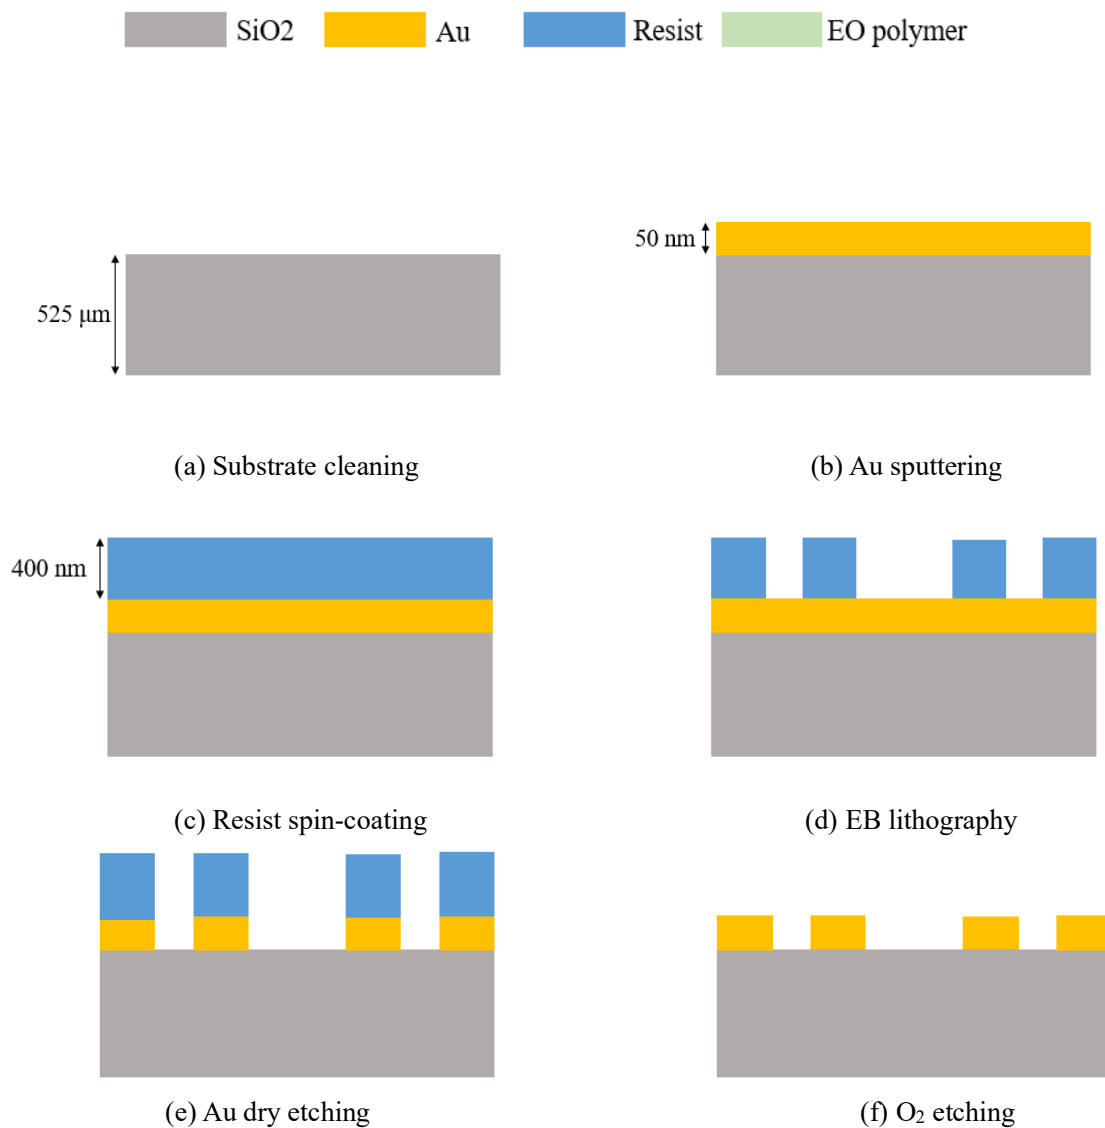 SiO2 Au Resist EO polymer
50 nm
525 μm
(a) Substrate cleaning (b) Au sputtering
400 nm
(c) Resist spin-coating (d) EB lithography
(e) Au dry etching (f) O₂ etching